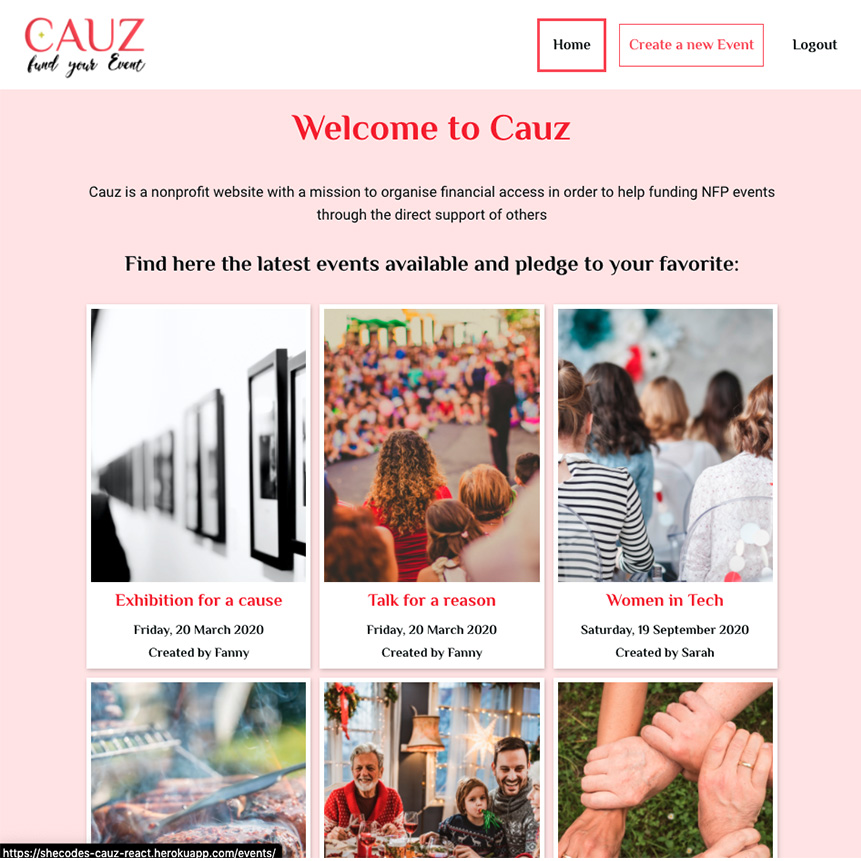 CAUZ
fund your Event
Home
Create a new Event
Logout
Welcome to Cauz
Cauz is a nonprofit website with a mission to organise financial access in order to help funding NFP events
through the direct support of others
Find here the latest events available and pledge to your favorite:
Exhibition for a cause
Friday, 20 March 2020
Created by Fanny
Talk for a reason
Friday, 20 March 2020
Created by Fanny
Women in Tech
Saturday, 19 September 2020
Created by Sarah
https://shecodes-cauz-react.herokuapp.com/events/